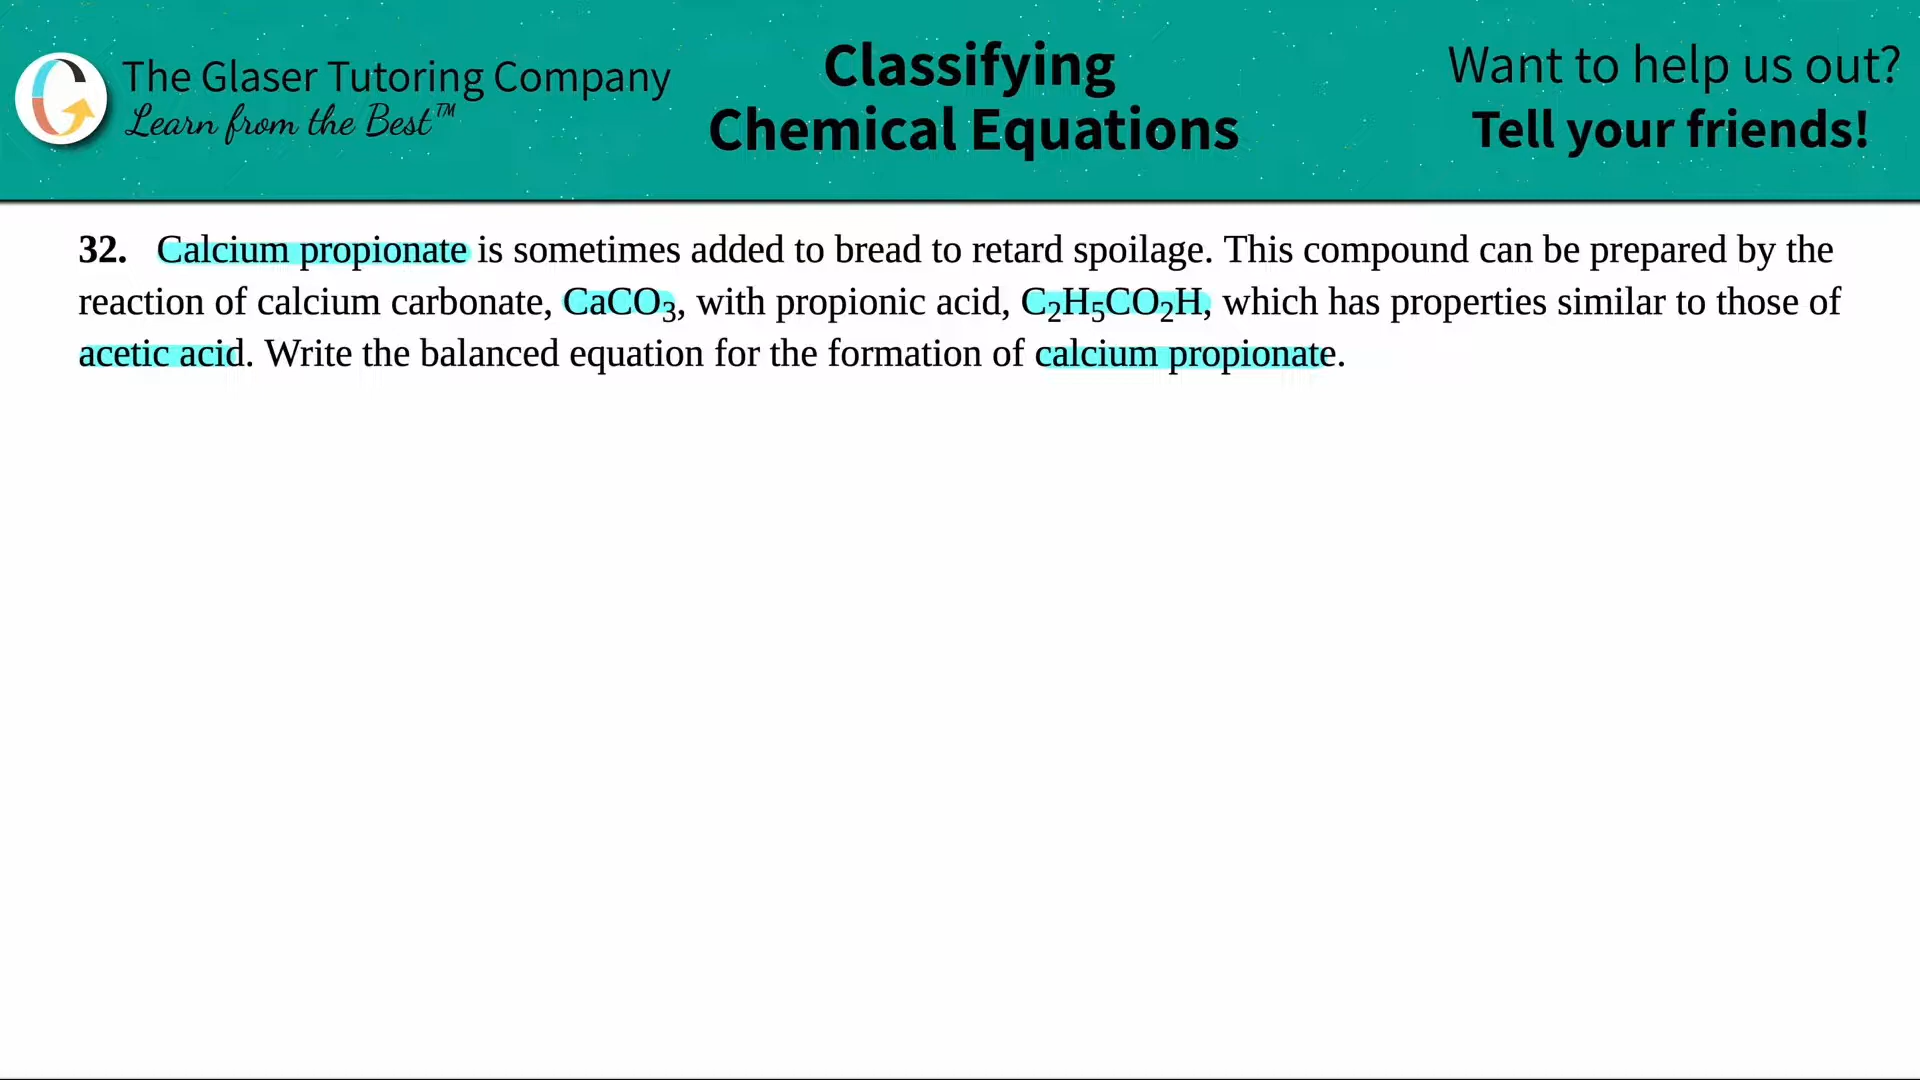 The Glaser Tutoring Company
Learn from the Best™
Classifying
Chemical Equations
Want to help us out?
Tell your friends!
32. Calcium propionate is sometimes added to bread to retard spoilage. This compound can be prepared by the
reaction of calcium carbonate, CaCO₃, with propionic acid, C₂H₅CO₂H, which has properties similar to those of
acetic acid. Write the balanced equation for the formation of calcium propionate.